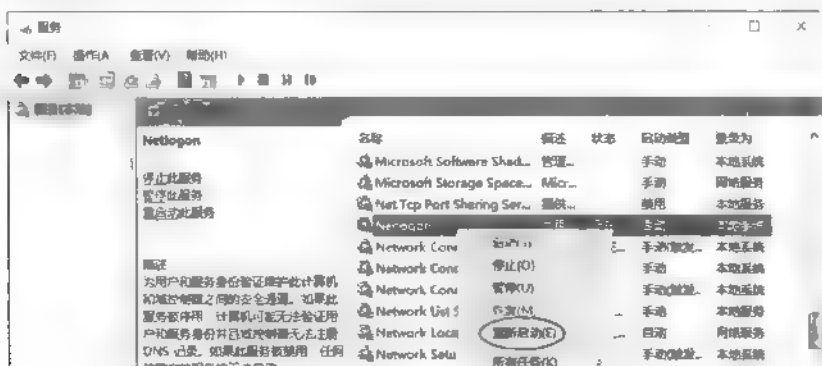 服务
文件(F) 操作(A 查看(V) 帮助(H)
服务(本地)
Netlogon
停止此服务
暂停此服务
重启动此服务
描述
为用户和服务身份验证维护此计算机
和域控制器之间的安全通道。如果此
服务被停用 计算机可能无法验证用
户和服务身份并且域控制器无法注册
DNS 记录。如果此服务被禁用 任何
名称 描述 状态 启动类型 登录为
Microsoft Software Shad... 管理... 手动 本地系统
Microsoft Storage Space... Micr... 手动 网络服务
Net Tcp Port Sharing Ser... 提供... 禁用 本地服务
Netlogon
Network Con 手动(触发... 本地系统
Network Conn 手动 本地系统
Network Con 手动(触发... 本地系统
Network List S 手动 本地服务
Network Loca 自动 网络服务
Network Setu 手动(触发... 本地系统
停止(O)
暂停(U)
重新启动(E)
所有任务(K)